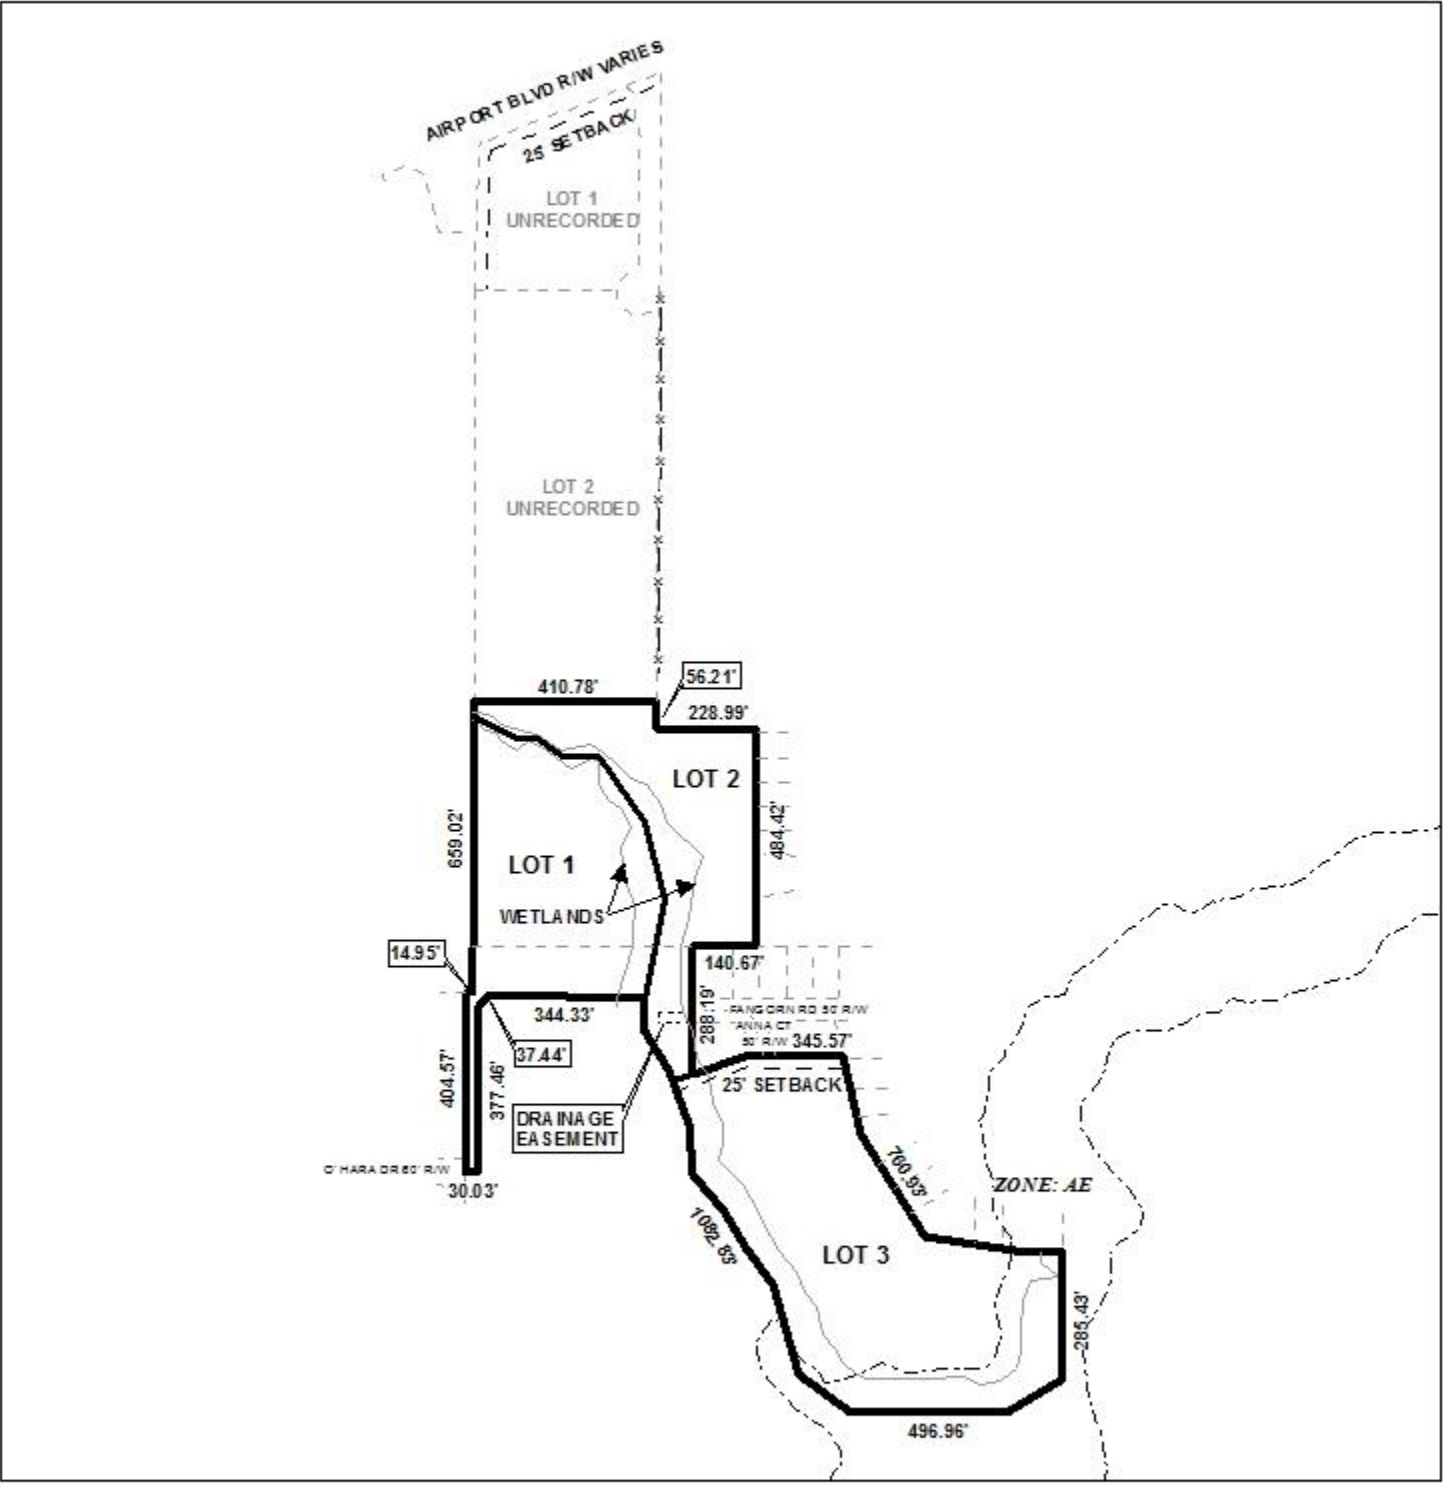 AIRPORT BLVD R/W VARIES
25' SETBACK
LOT 1
UNRECORDED
LOT 2
UNRECORDED
56.21'
410.78'
228.99'
LOT 2
659.02'
484.42'
LOT 1
WETLANDS
14.95'
140.67'
344.33'
288.19'
FANGORN RD 50' R/W
ANNA CT
50' R/W
345.57'
37.44'
404.57'
377.46'
25' SETBACK
DRAINAGE
EASEMENT
O' HARA DR 60' R/W
30.03'
760.93'
ZONE: AE
1082.83'
LOT 3
285.43'
496.96'